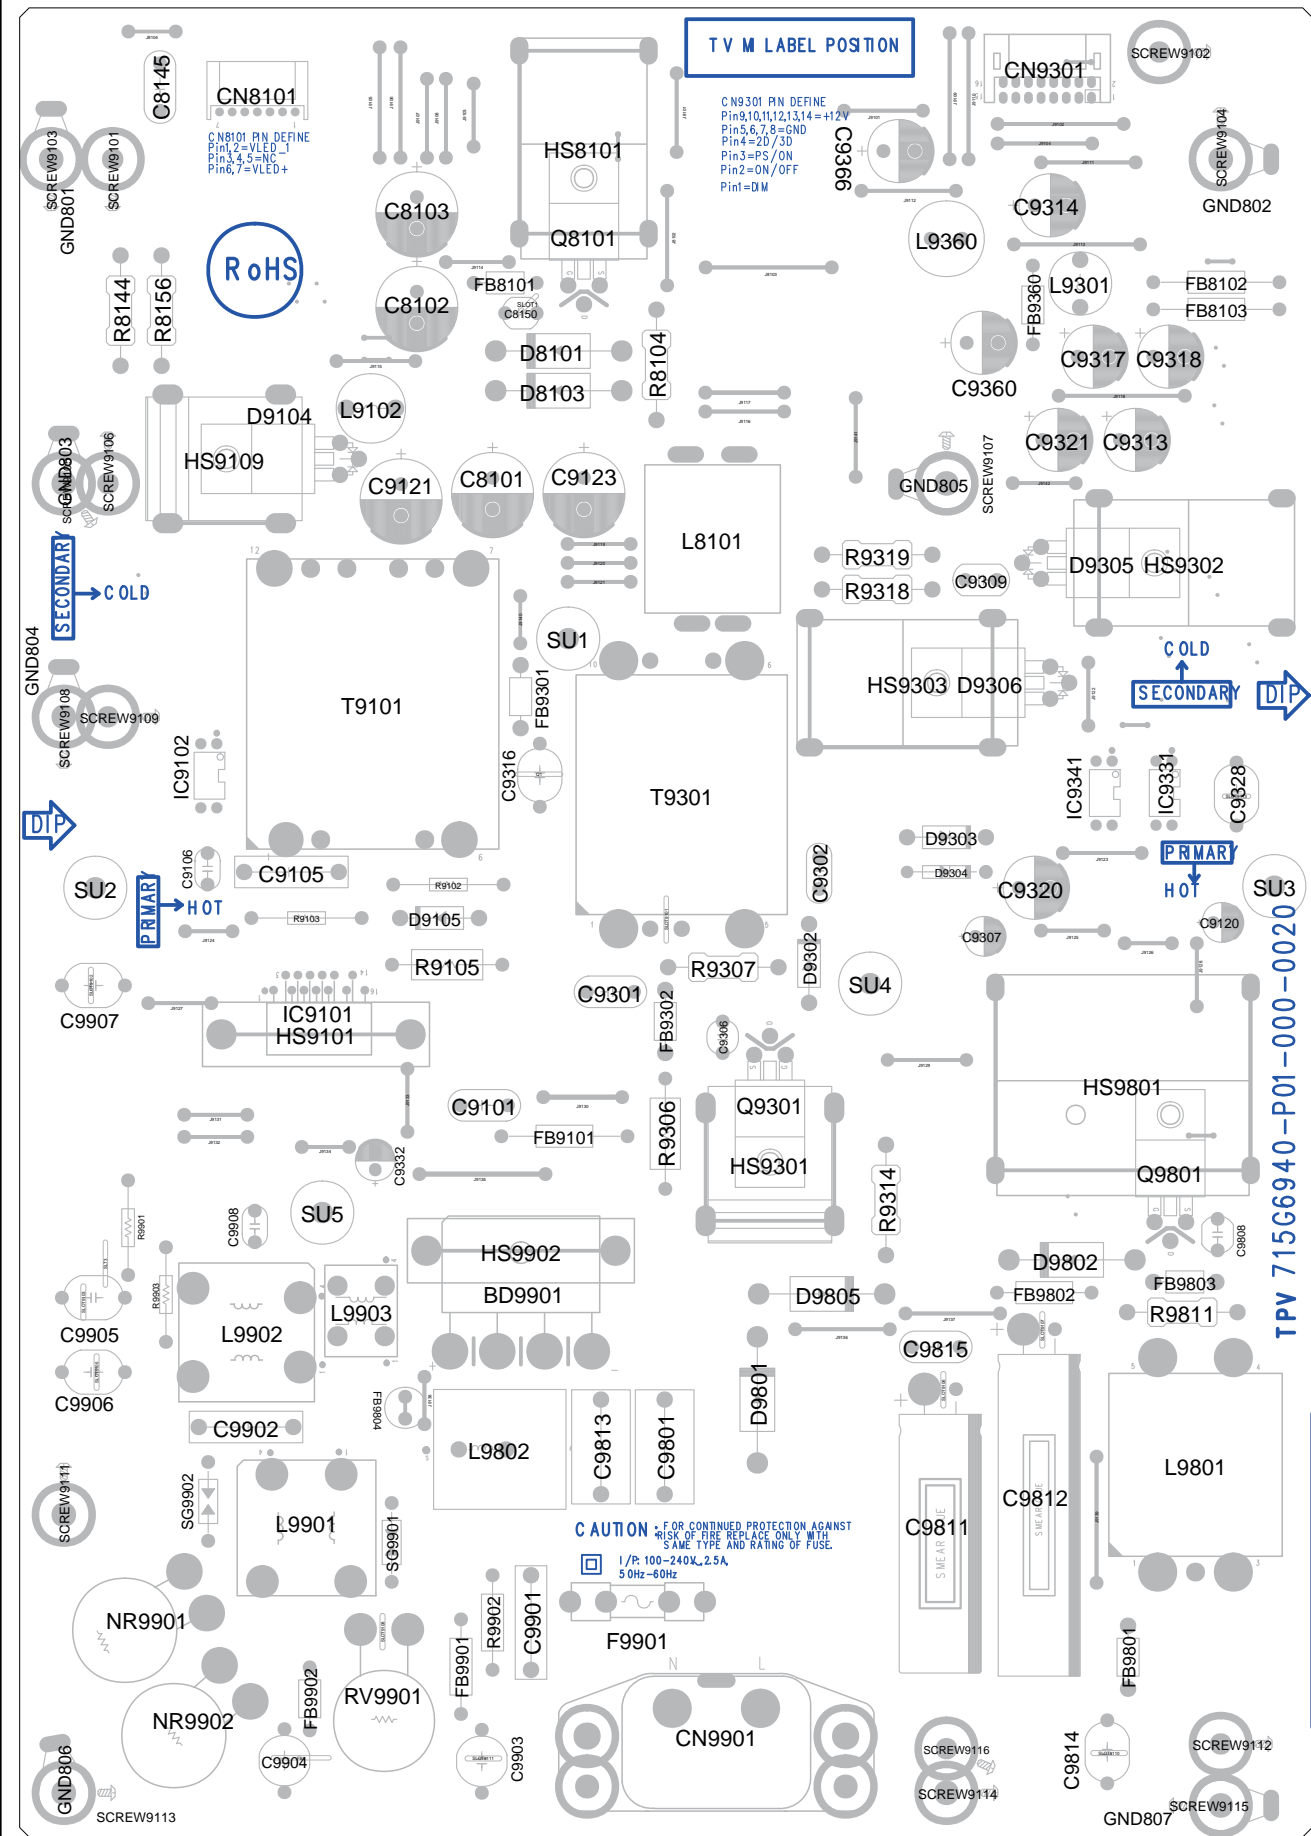 TV M LABEL POSITION
C8145
CN8101
CN8101 PIN DEFINE
Pin1,2=VLED_1
Pin3,4,5=NC
Pin6,7=VLED+
CN9301 PIN DEFINE
Pin9,10,11,12,13,14=+12V
Pin5,6,7,8=GND
Pin4=2D/3D
Pin3=PS/ON
Pin2=ON/OFF
Pin1=DIM
CN9301
SCREW9102
SCREW9103
SCREW9101
GND801
HS8101
Q8101
C9366
SCREW9104
GND802
C8103
C9314
L9360
RoHS
R8144
R8156
C8102
FB8101
SLOT1
C8150
L9301
FB9360
FB8102
FB8103
D8101
D8103
R8104
C9360
C9317
C9318
D9104
L9102
HS9109
C9321
C9313
GND803
SCREW9106
C9121
C8101
C9123
GND805
SCREW9107
L8101
R9319
R9318
C9309
D9305
HS9302
SECONDARY
COLD
GND804
SCREW9108
SCREW9109
SU1
T9101
FB9301
HS9303
D9306
COLD
SECONDARY
DIP
IC9102
C9316
T9301
IC9341
IC9331
C9328
DIP
SU2
C9106
C9105
R9102
R9103
D9105
C9302
D9303
D9304
C9320
PRIMARY
HOT
SU3
PRIMARY
HOT
R9105
R9307
D9302
C9307
C9120
SU4
C9907
IC9101
HS9101
C9301
FB9302
C9306
C9101
FB9101
R9306
Q9301
HS9301
HS9801
Q9801
C9332
R9314
TPV 715G6940-P01-000-0020
R9901
C9908
SU5
HS9902
BD9901
C9808
D9802
FB9802
FB9803
R9811
D9805
R9903
C9905
L9902
L9903
C9906
C9815
D9801
FB9804
C9902
L9802
C9813
C9801
L9801
SCREW9111
SG9902
L9901
SG9901
C9811
C9812
CAUTION : FOR CONTINUED PROTECTION AGAINST
RISK OF FIRE REPLACE ONLY WITH
SAME TYPE AND RATING OF FUSE.
I/P: 100-240V,2.5A,
50Hz-60Hz
NR9901
R9902
C9901
F9901
N
L
FB9801
FB9901
FB9902
RV9901
NR9902
C9904
C9903
CN9901
GND806
SCREW9113
SCREW9116
SCREW9114
C9814
SCREW9112
SCREW9115
GND807